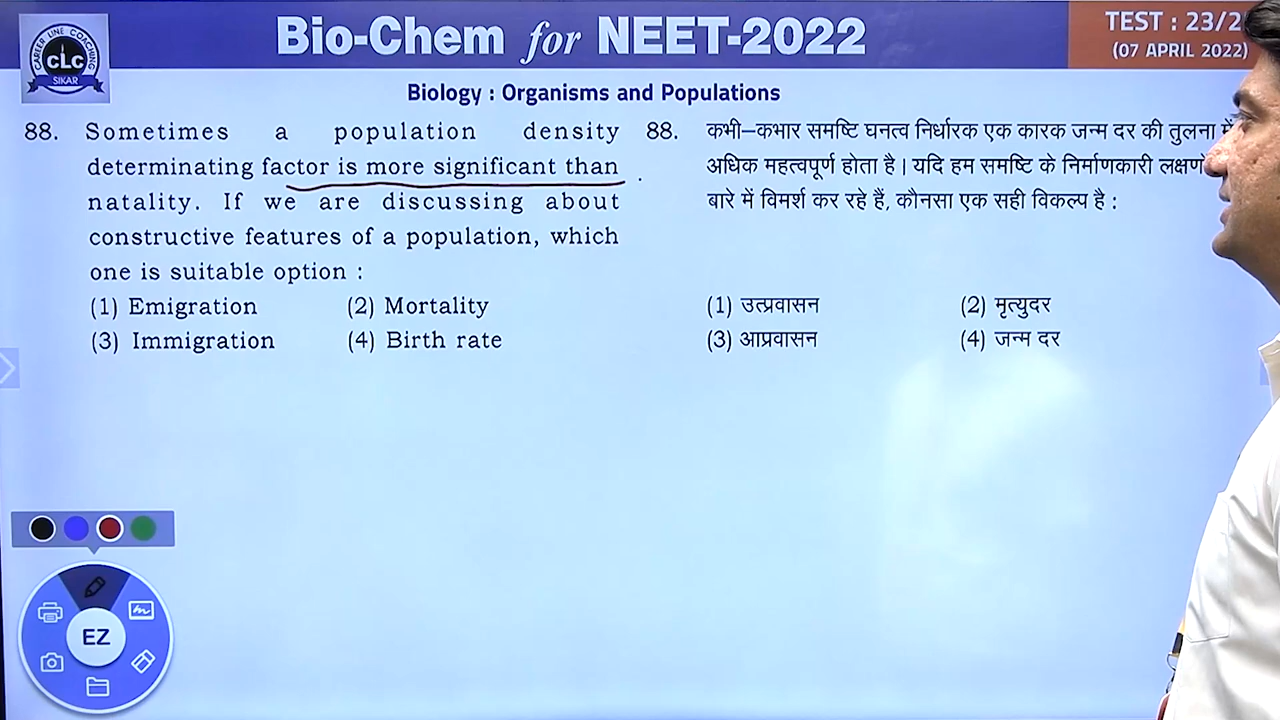 CAREER LINE COACHING
CLC
SIKAR
Bio-Chem for NEET-2022
TEST : 23/2
(07 APRIL 2022)
Biology : Organisms and Populations
88. Sometimes a population density
determinating factor is more significant than
natality. If we are discussing about
constructive features of a population, which
one is suitable option :
(1) Emigration (2) Mortality
(3) Immigration (4) Birth rate
88. कभी–कभार समष्टि घनत्व निर्धारक एक कारक जन्म दर की तुलना में
अधिक महत्वपूर्ण होता है। यदि हम समष्टि के निर्माणकारी लक्षणों
बारे में विमर्श कर रहे हैं, कौनसा एक सही विकल्प है :
(1) उत्प्रवासन (2) मृत्युदर
(3) आप्रवासन (4) जन्म दर
EZ